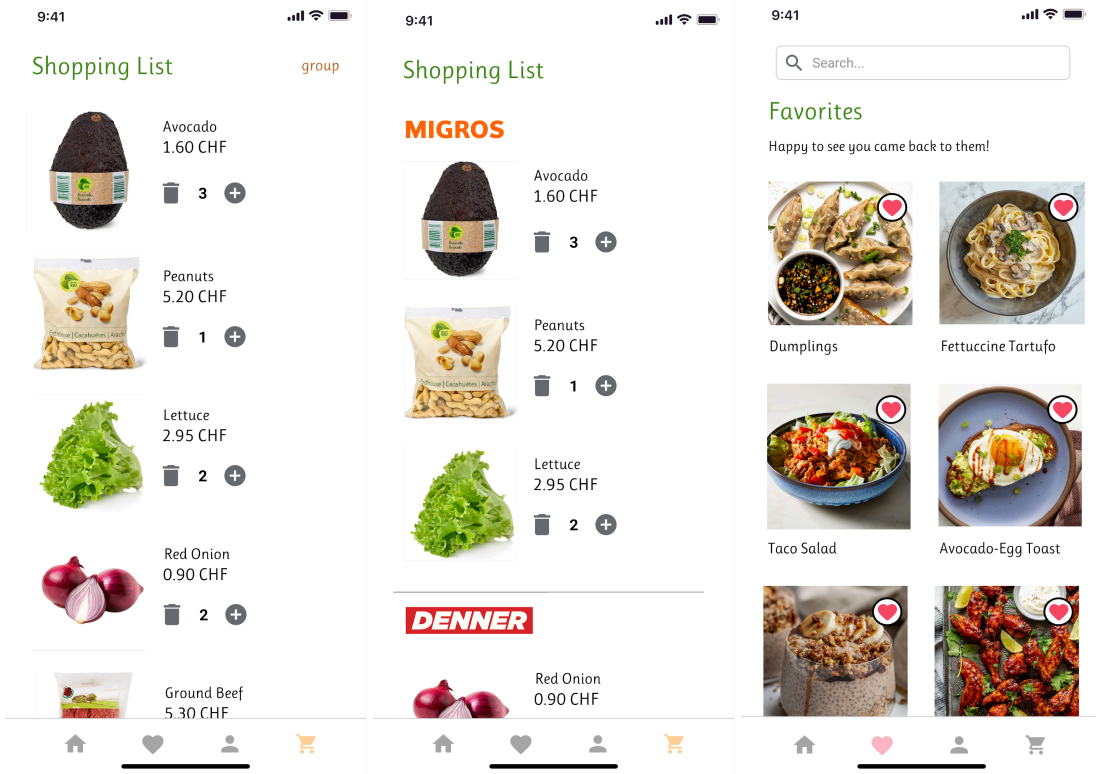 9:41
Shopping List
group
Avocado
1.60 CHF
3
Peanuts
5.20 CHF
1
Lettuce
2.95 CHF
2
Red Onion
0.90 CHF
2
Ground Beef
5.30 CHF
9:41
Shopping List
MIGROS
Avocado
1.60 CHF
3
Peanuts
5.20 CHF
1
Lettuce
2.95 CHF
2
DENNER
Red Onion
0.90 CHF
9:41
Search...
Favorites
Happy to see you came back to them!
Dumplings
Fettuccine Tartufo
Taco Salad
Avocado-Egg Toast